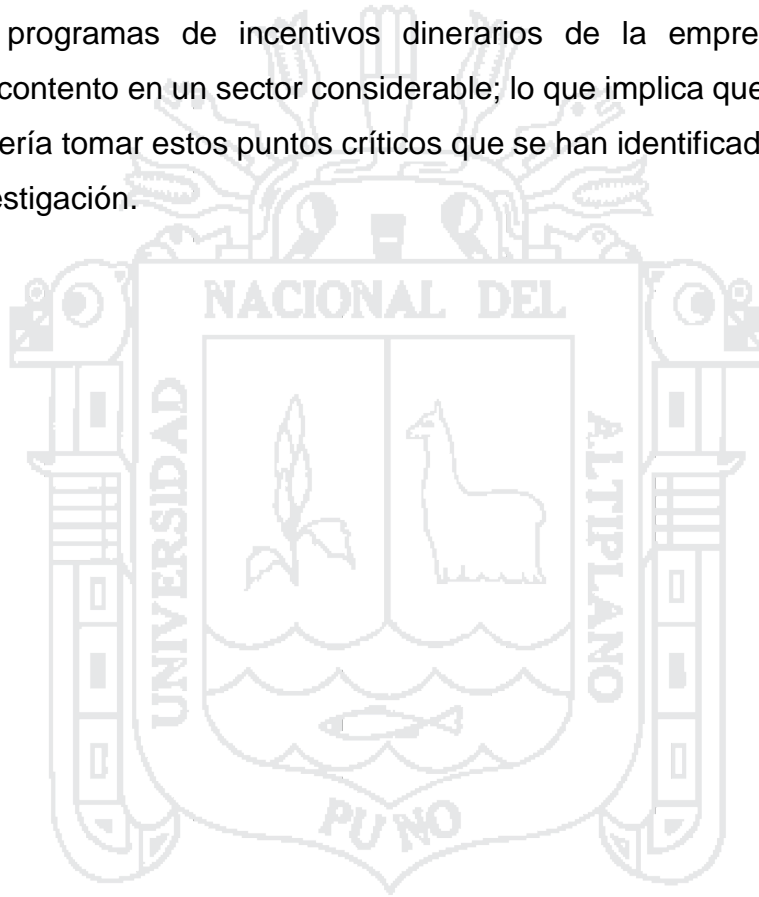 programas de incentivos dinerarios de la empre
contento en un sector considerable; lo que implica que
ería tomar estos puntos críticos que se han identificad
estigación.
NACIONAL DEL
UNIVERSIDAD
ALTIPLANO
PUNO